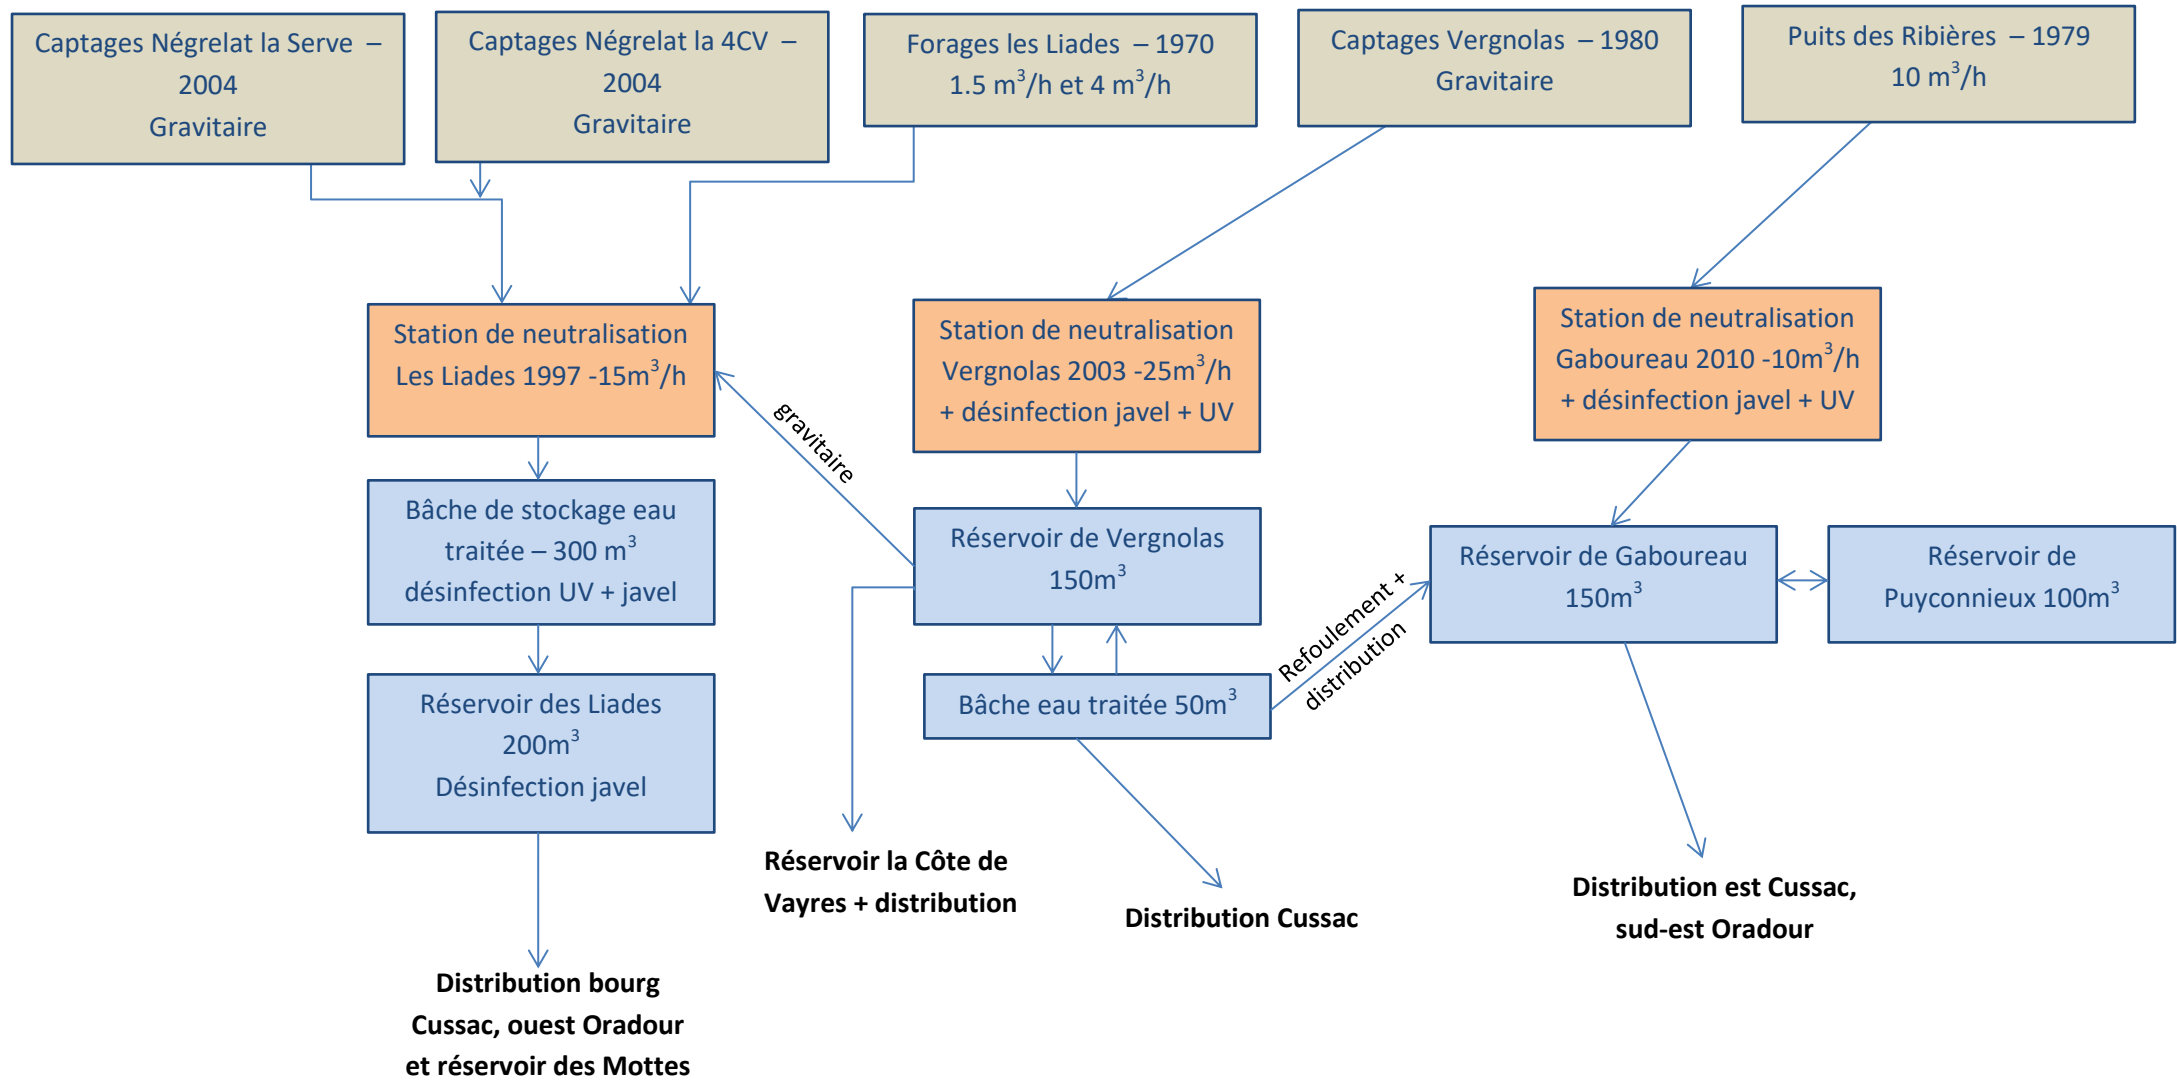 Captages Négrelat la Serve –
2004
Gravitaire
Captages Négrelat la 4CV –
2004
Gravitaire
Forages les Liades – 1970
1.5 m³/h et 4 m³/h
Captages Vergnolas – 1980
Gravitaire
Puits des Ribières – 1979
10 m³/h
Station de neutralisation
Les Liades 1997 -15m³/h
Station de neutralisation
Vergnolas 2003 -25m³/h
+ désinfection javel + UV
Station de neutralisation
Gaboureau 2010 -10m³/h
+ désinfection javel + UV
gravitaire
Bâche de stockage eau
traitée – 300 m³
désinfection UV + javel
Réservoir de Vergnolas
150m³
Réservoir de Gaboureau
150m³
Réservoir de
Puyconnieux 100m³
Refoulement +
distribution
Réservoir des Liades
200m³
Désinfection javel
Bâche eau traitée 50m³
Réservoir la Côte de
Vayres + distribution
Distribution Cussac
Distribution est Cussac,
sud-est Oradour
Distribution bourg
Cussac, ouest Oradour
et réservoir des Mottes